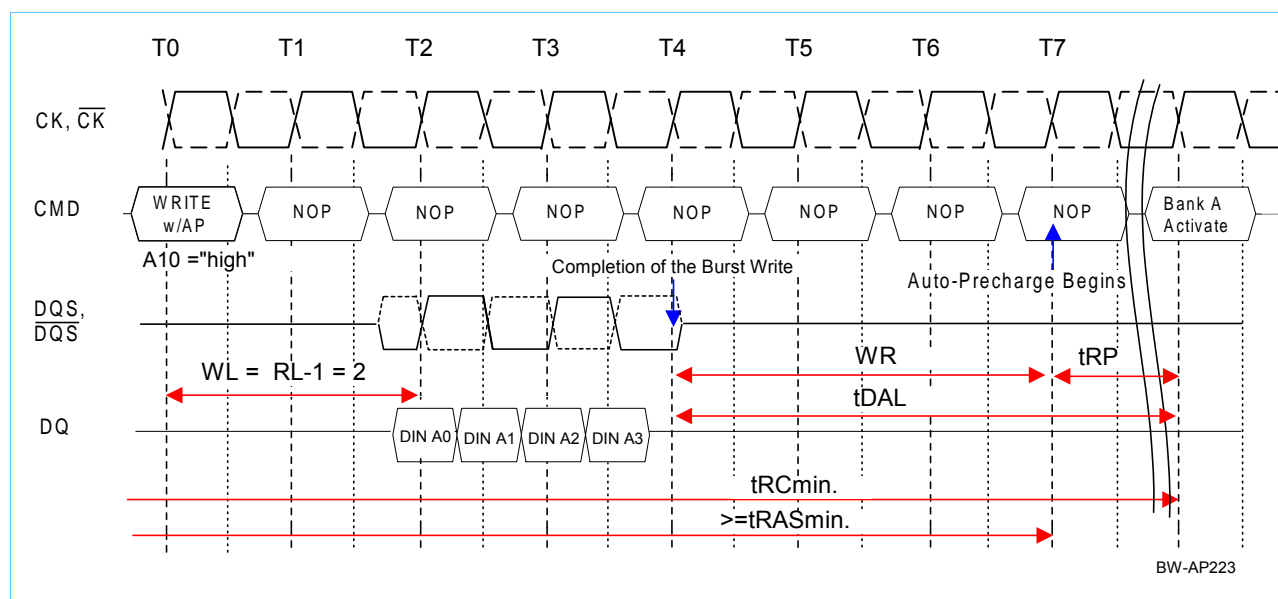 T0 T1 T2 T3 T4 T5 T6 T7
CK, CK
CMD
WRITE w/AP
NOP
NOP
NOP
NOP
NOP
NOP
NOP
Bank A Activate
A10 ="high"
Completion of the Burst Write
Auto-Precharge Begins
DQS,
DQS
WL = RL-1 = 2
WR
tRP
tDAL
DQ
DIN A0
DIN A1
DIN A2
DIN A3
tRCmin.
>=tRASmin.
BW-AP223